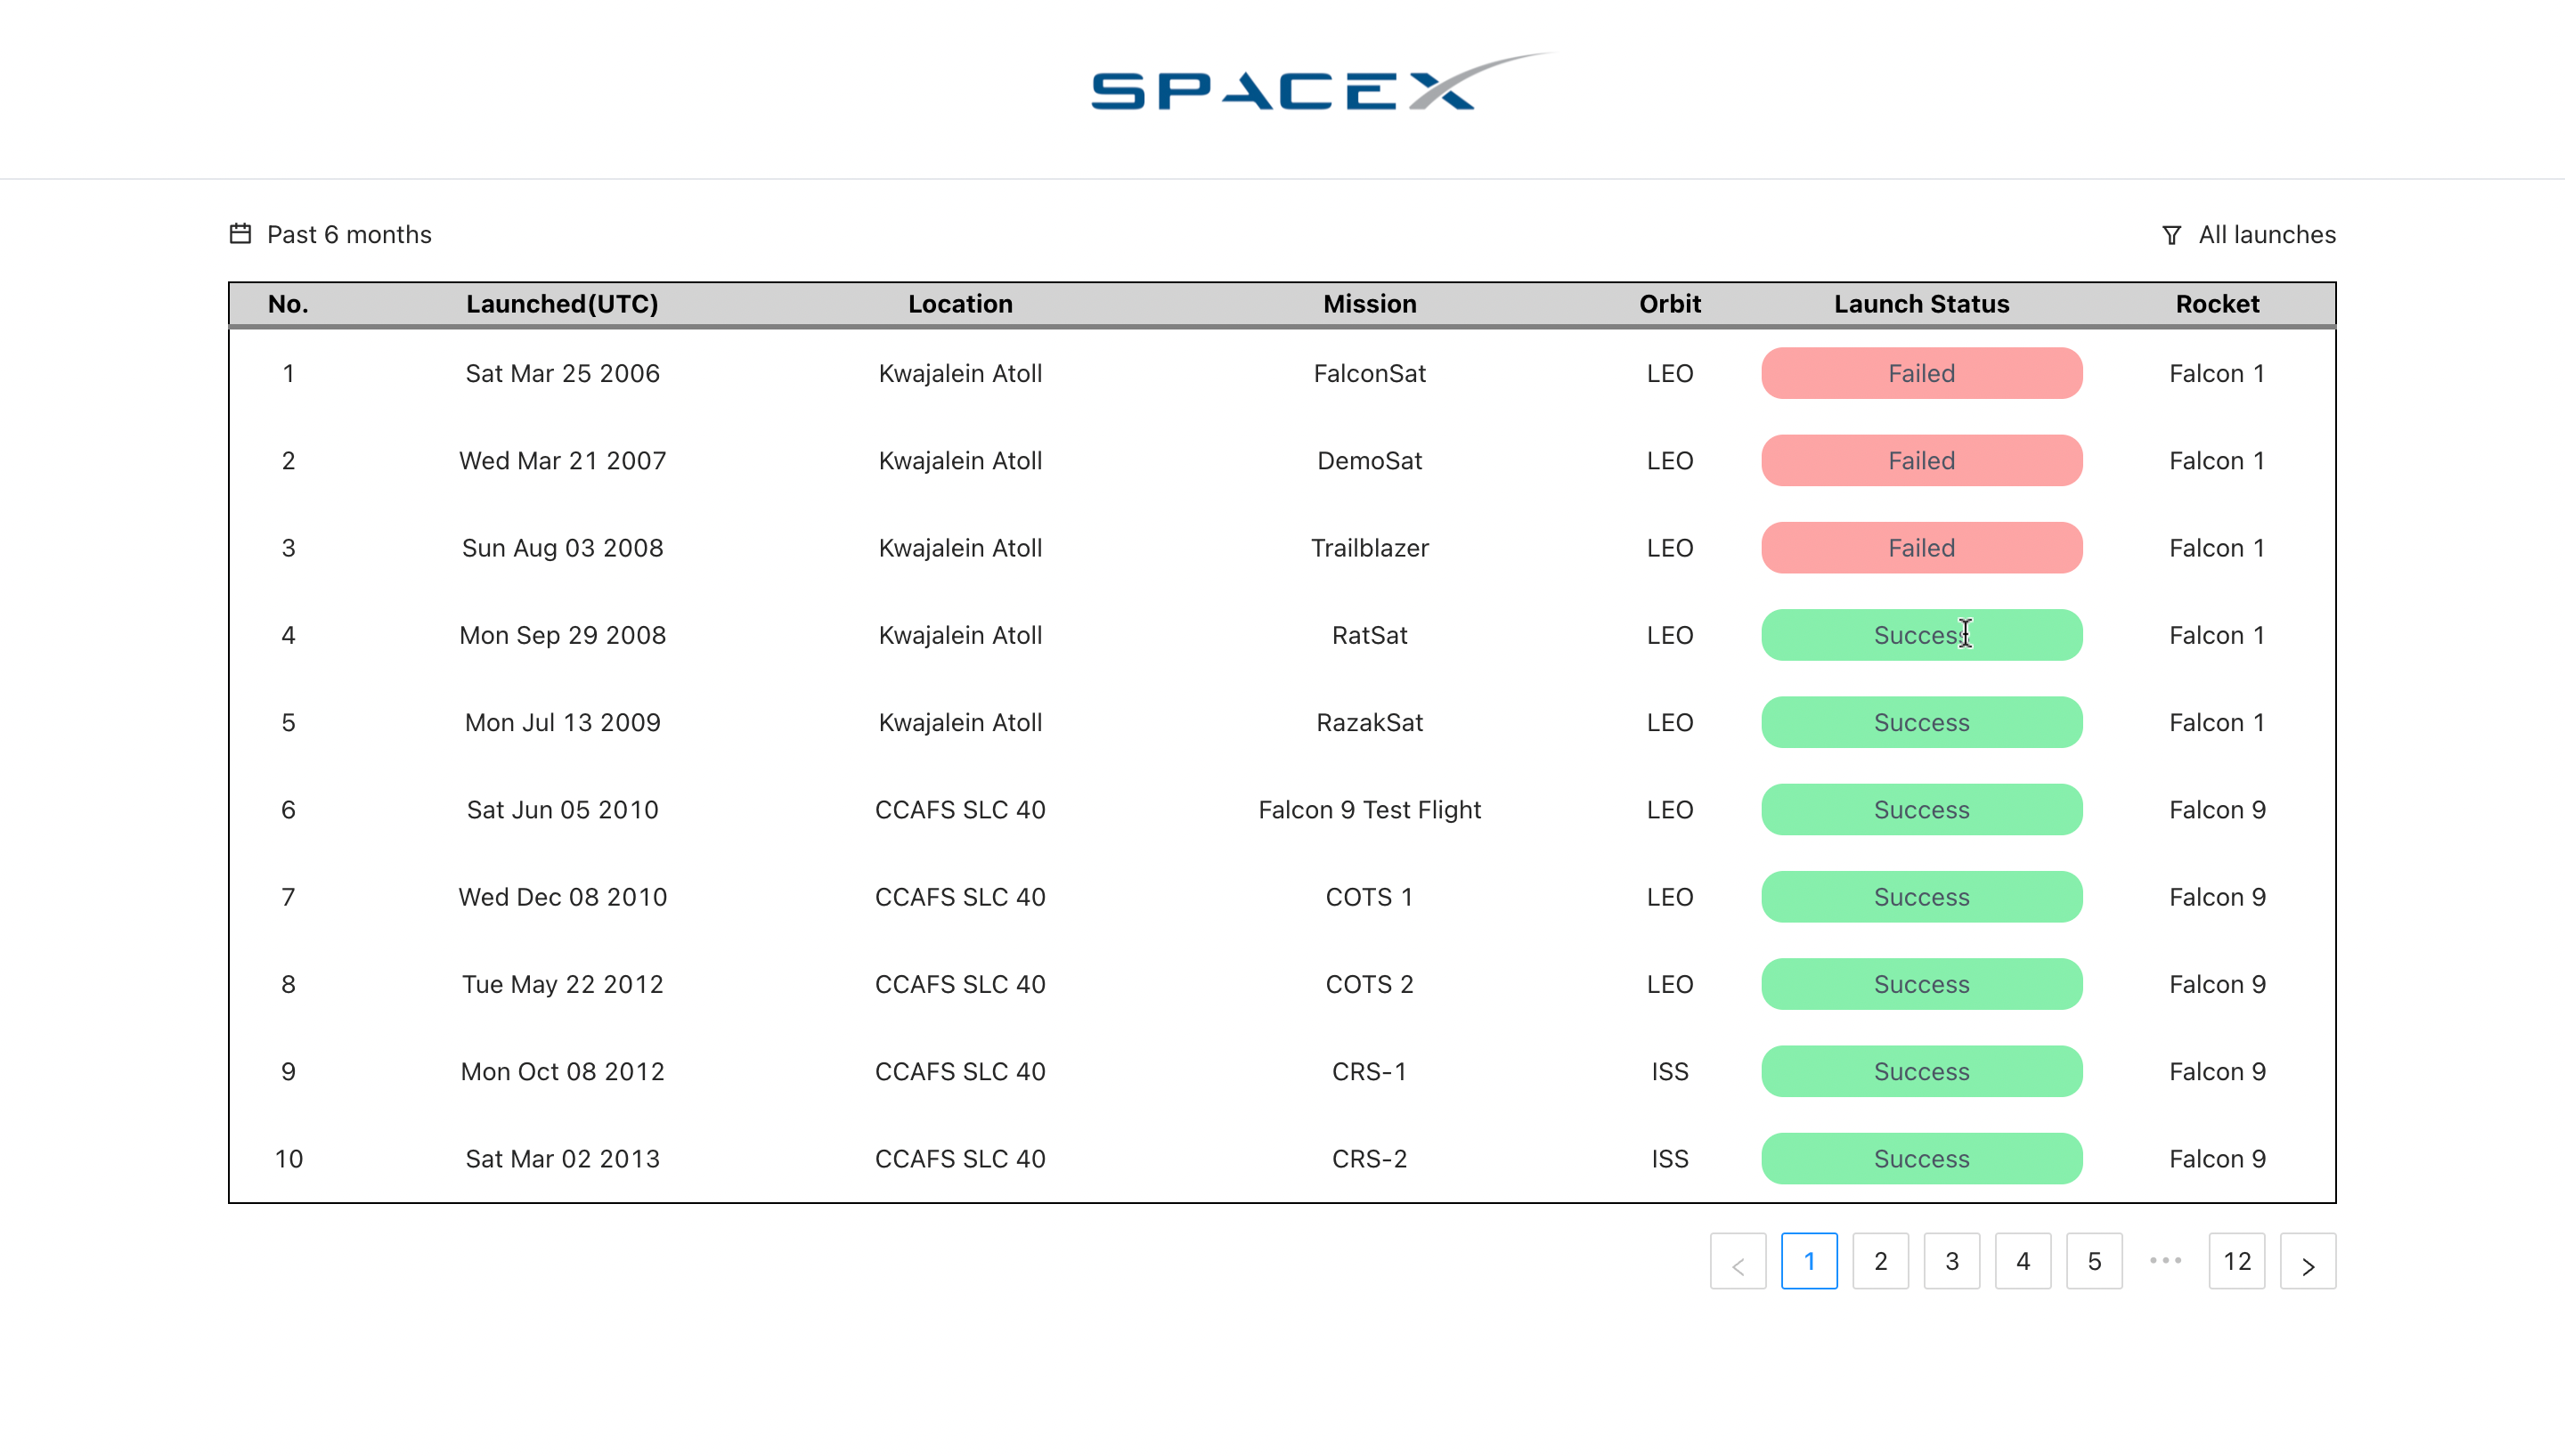 SPACEX
Past 6 months All launches
No. Launched(UTC) Location Mission Orbit Launch Status Rocket
1 Sat Mar 25 2006 Kwajalein Atoll FalconSat LEO Failed Falcon 1
2 Wed Mar 21 2007 Kwajalein Atoll DemoSat LEO Failed Falcon 1
3 Sun Aug 03 2008 Kwajalein Atoll Trailblazer LEO Failed Falcon 1
4 Mon Sep 29 2008 Kwajalein Atoll RatSat LEO Success Falcon 1
5 Mon Jul 13 2009 Kwajalein Atoll RazakSat LEO Success Falcon 1
6 Sat Jun 05 2010 CCAFS SLC 40 Falcon 9 Test Flight LEO Success Falcon 9
7 Wed Dec 08 2010 CCAFS SLC 40 COTS 1 LEO Success Falcon 9
8 Tue May 22 2012 CCAFS SLC 40 COTS 2 LEO Success Falcon 9
9 Mon Oct 08 2012 CCAFS SLC 40 CRS-1 ISS Success Falcon 9
10 Sat Mar 02 2013 CCAFS SLC 40 CRS-2 ISS Success Falcon 9
< 1 2 3 4 5 ••• 12 >